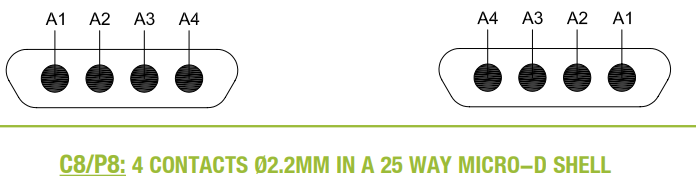 A1 A2 A3 A4 A4 A3 A2 A1
C8/P8: 4 CONTACTS Ø2.2MM IN A 25 WAY MICRO–D SHELL